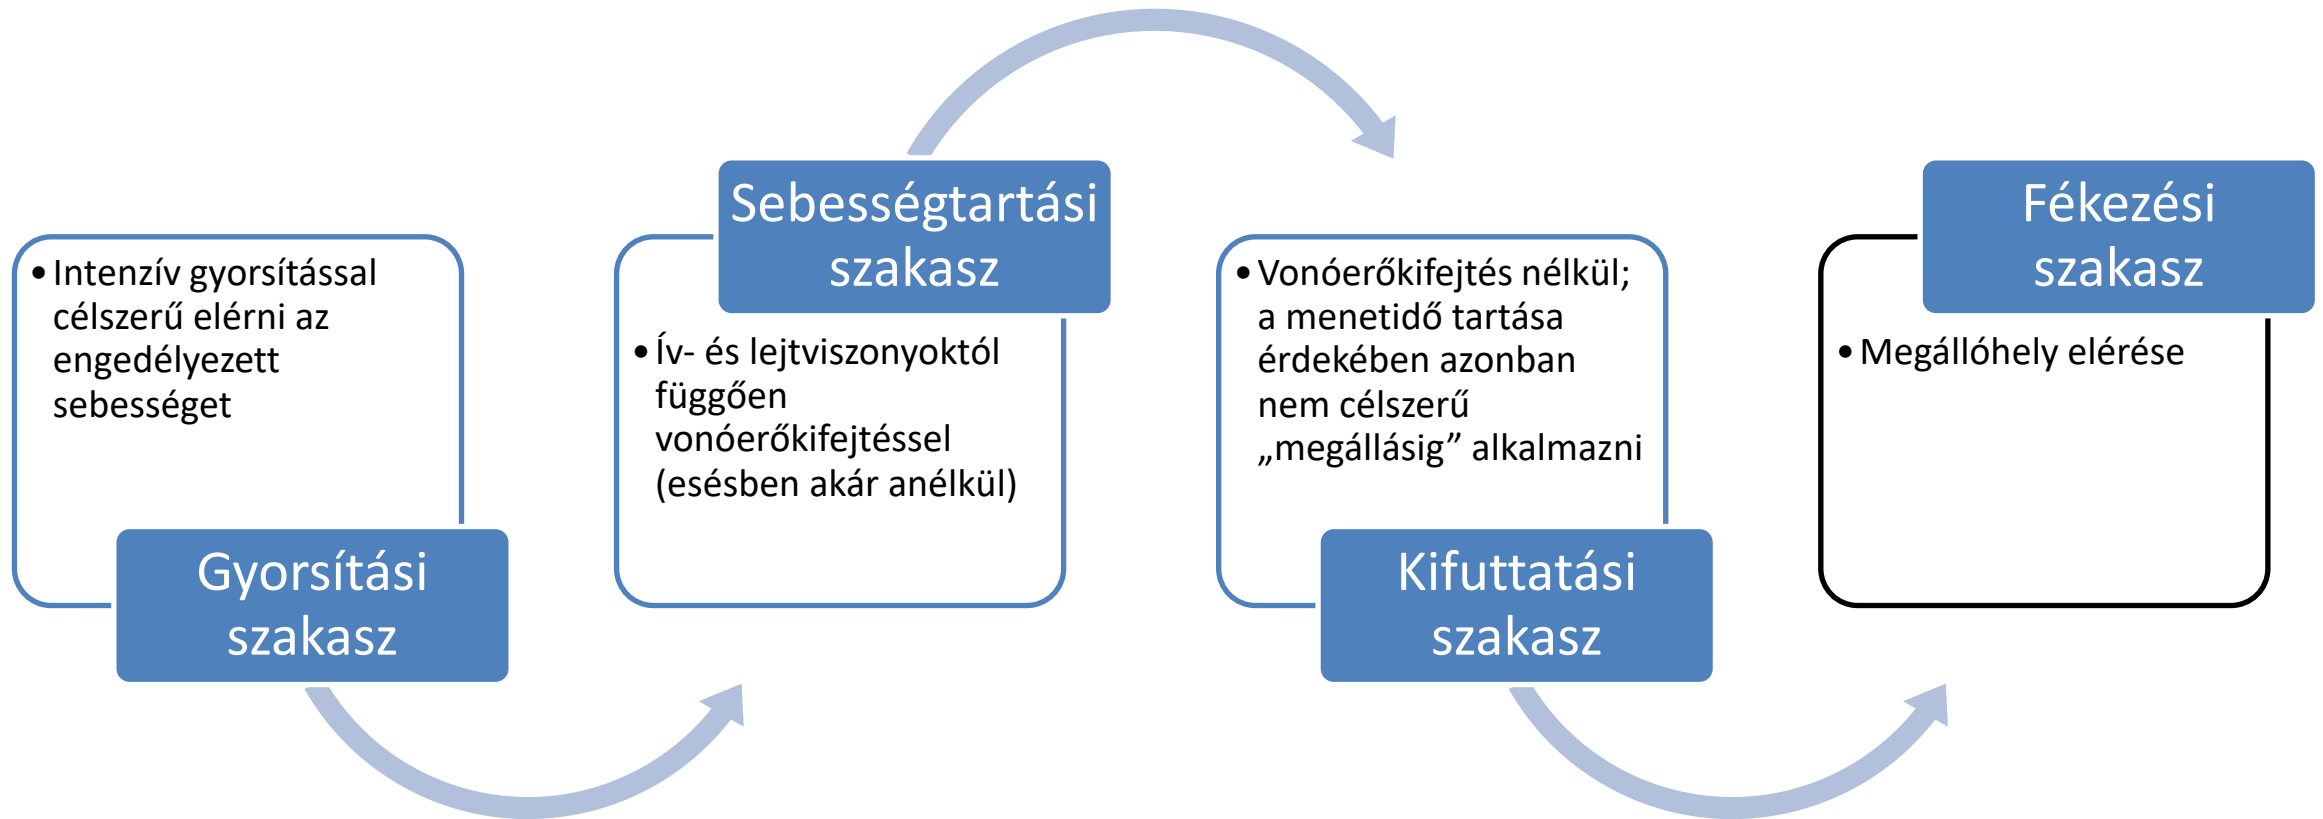 • Intenzív gyorsítással
célszerű elérni az
engedélyezett
sebességet
Gyorsítási
szakasz
Sebességtartási
szakasz
• Ív- és lejtviszonyoktól
függően
vonóerőkifejtéssel
(esésben akár anélkül)
• Vonóerőkifejtés nélkül;
a menetidő tartása
érdekében azonban
nem célszerű
„megállásig” alkalmazni
Kifuttatási
szakasz
Fékezési
szakasz
• Megállóhely elérése